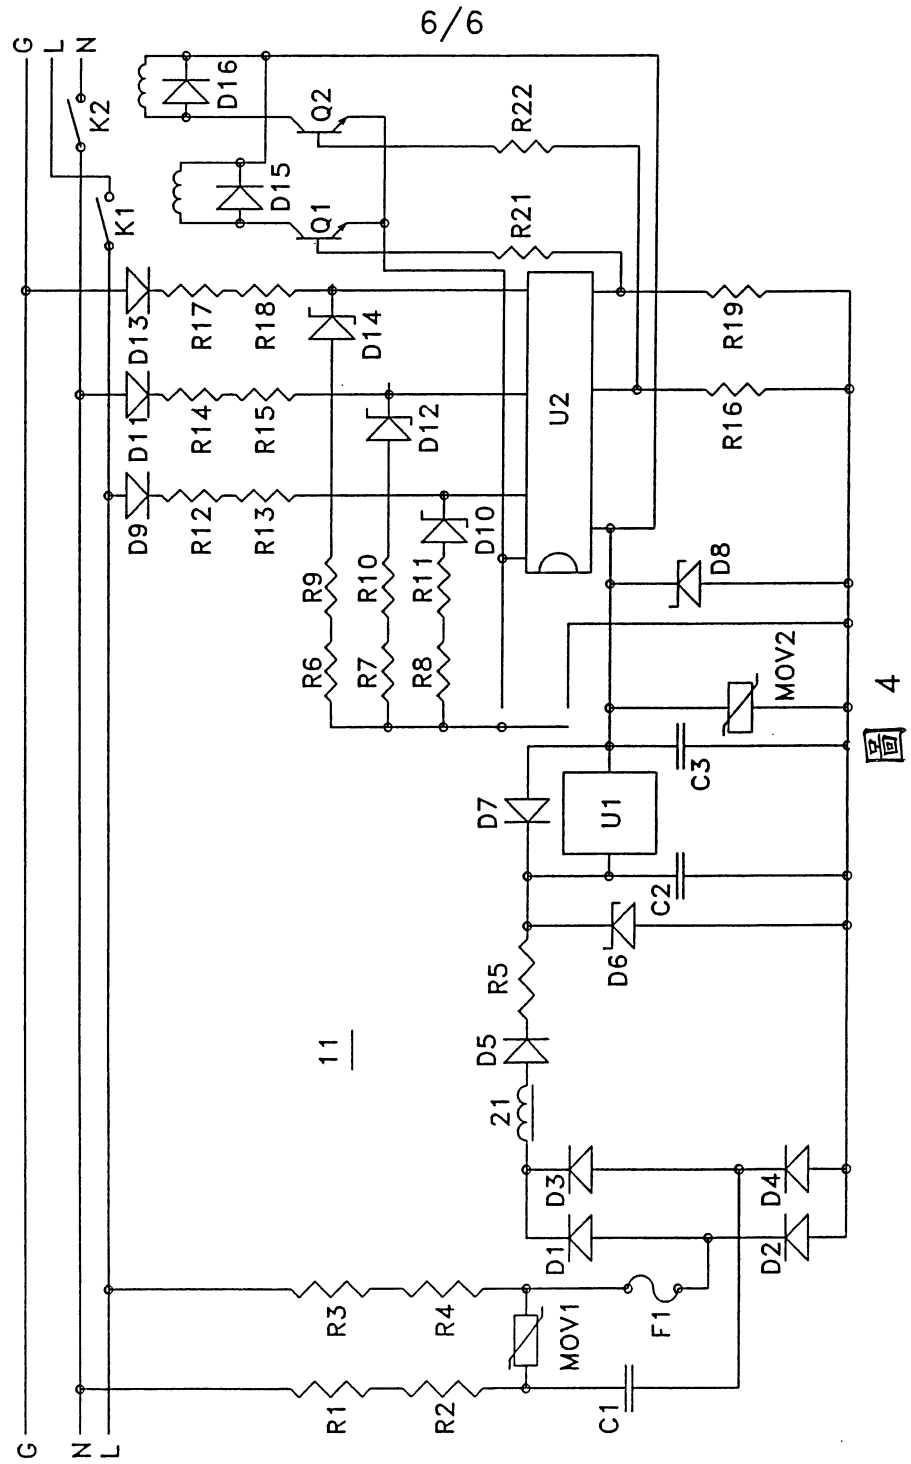 6/6
G
L
N
K2
K1
D16
D15
Q2
Q1
R22
R21
D13
R17
R18
D14
R19
D11
R14
R15
D12
U2
R16
D9
R12
R13
D10
R9
R10
R11
D8
R6
R7
R8
MOV2
D7
U1
C3
C2
R5
D6
11
D5
21
D3
D4
D1
D2
R3
R4
MOV1
F1
R1
R2
C1
G
N
L
圖 4